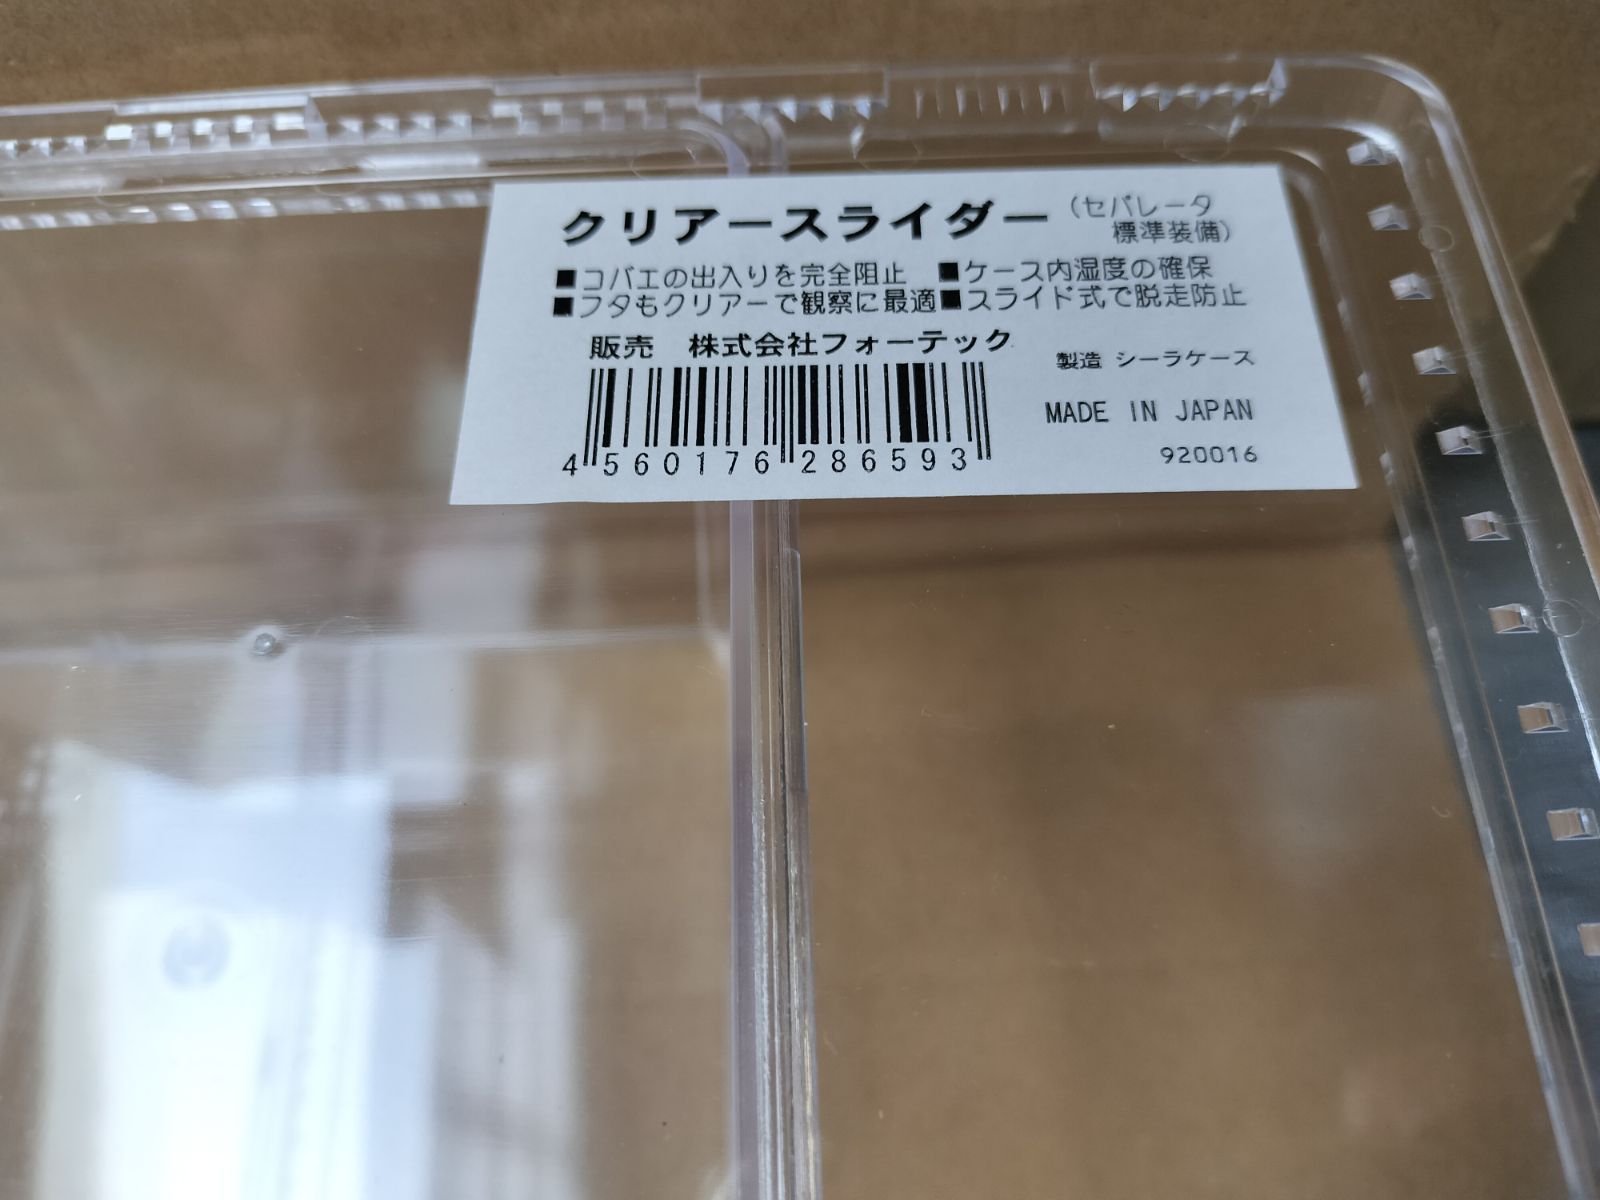 クリアースライダー（セパレータ
標準装備）
■コバエの出入りを完全阻止 ■ケース内湿度の確保
■フタもクリアーで観察に最適■スライド式で脱走防止
販売 株式会社フォーテック
製造 シーラケース
MADE IN JAPAN
4560176286593
920016